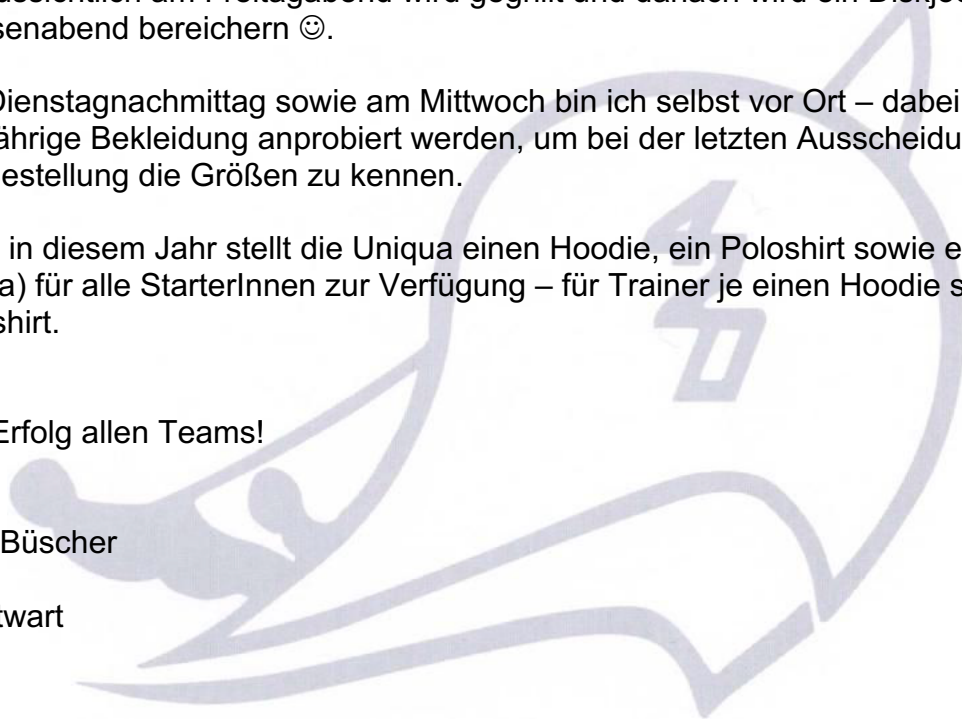 senabend bereichern ☺.
Dienstagnachmittag sowie am Mittwoch bin ich selbst vor Ort – dabei
ährige Bekleidung anprobiert werden, um bei der letzten Ausscheidu
estellung die Größen zu kennen.
in diesem Jahr stellt die Uniqua einen Hoodie, ein Poloshirt sowie e
a) für alle StarterInnen zur Verfügung – für Trainer je einen Hoodie s
shirt.
420
Erfolg allen Teams!
Büscher
twart